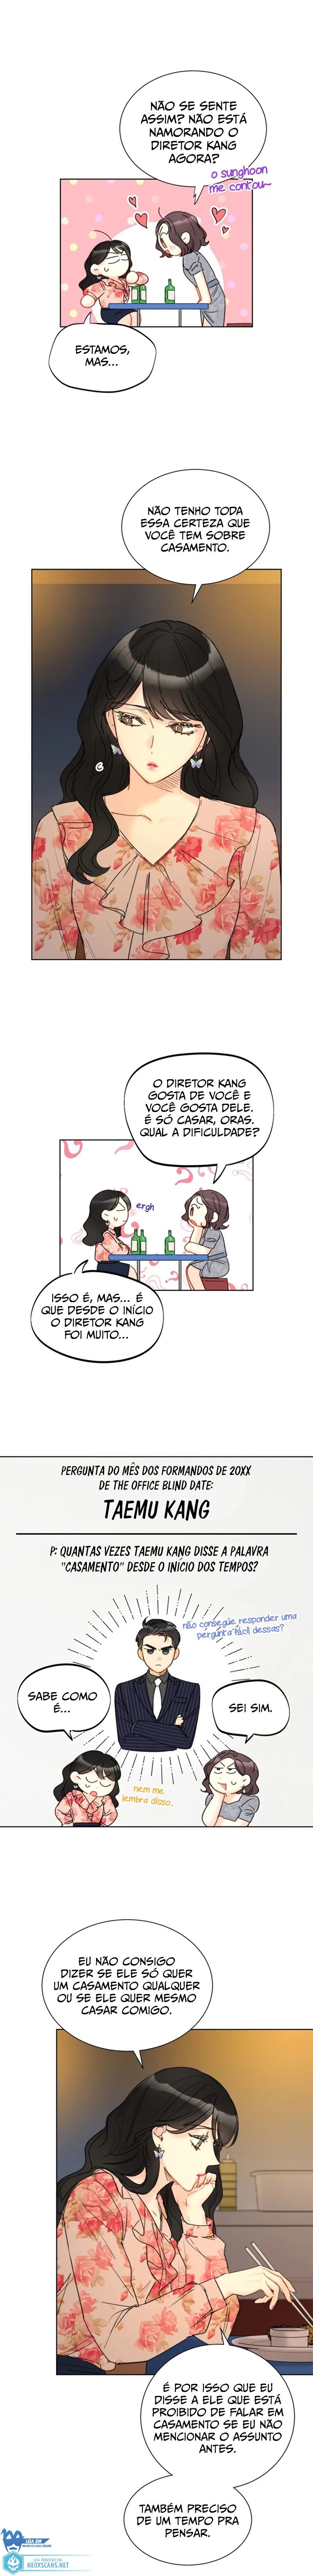 NÃO SE SENTE
ASSIM? NÃO ESTÁ
NAMORANDO O
DIRETOR KANG
AGORA?
o sunghoon
me contou~
ESTAMOS,
MAS...
NÃO TENHO TODA
ESSA CERTEZA QUE
VOCÊ TEM SOBRE
CASAMENTO.
O DIRETOR KANG
GOSTA DE VOCÊ E
VOCÊ GOSTA DELE.
É SÓ CASAR, ORAS.
QUAL A DIFICULDADE?
ergh
ISSO É, MAS... É
QUE DESDE O INÍCIO
O DIRETOR KANG
FOI MUITO...
PERGUNTA DO MÊS DOS FORMANDOS DE 20XX
DE THE OFFICE BLIND DATE:
TAEMU KANG
P: QUANTAS VEZES TAEMU KANG DISSE A PALAVRA
"CASAMENTO" DESDE O INÍCIO DOS TEMPOS?
não consegue responder uma
pergunta fácil dessas?
SABE COMO
É...
SEI SIM.
nem me
lembra disso..
EU NÃO CONSIGO
DIZER SE ELE SÓ QUER
UM CASAMENTO QUALQUER
OU SE ELE QUER MESMO
CASAR COMIGO.
É POR ISSO QUE EU
DISSE A ELE QUE ESTÁ
PROIBIDO DE FALAR EM
CASAMENTO SE EU NÃO
MENCIONAR O ASSUNTO
ANTES.
TAMBÉM PRECISO
DE UM TEMPO PRA
PENSAR.
LEIA EM
NEOXSCANS.NET